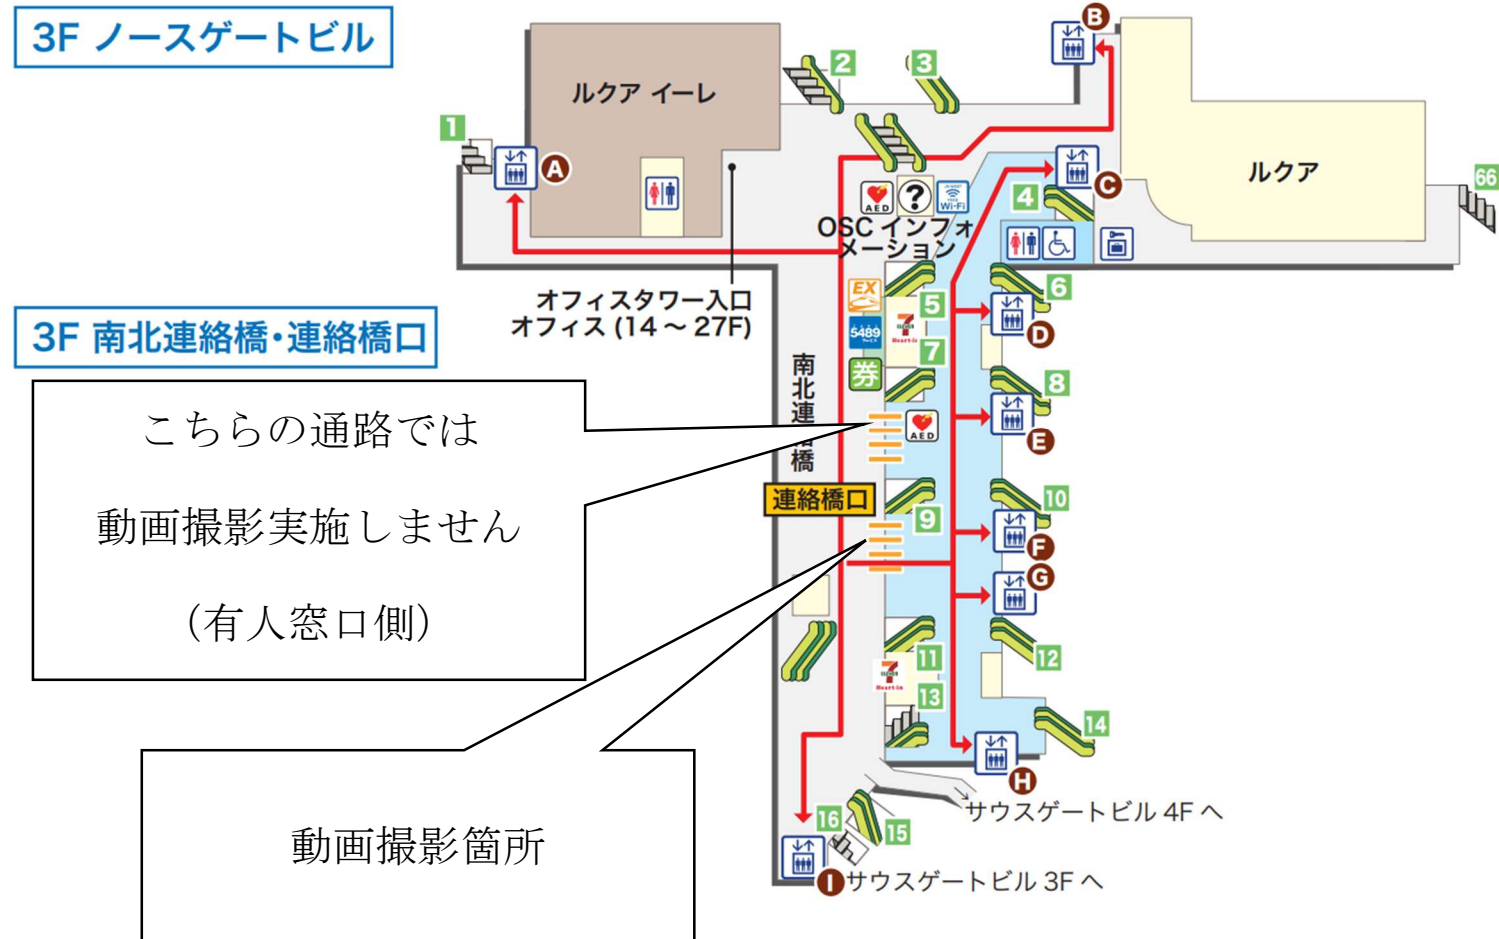 3F ノースゲートビル
B
2
3
ルクア イーレ
1
A
ルクア
66
C
4
AED
?
Wi-Fi
OSC インフォ
メーション
EX
5
6
オフィスタワー入口
オフィス (14 ～ 27F)
5489
D
3F 南北連絡橋・連絡橋口
7
券
8
南北連
橋
AED
E
こちらの通路では
動画撮影実施しません
（有人窓口側）
連絡橋口
9
10
F
G
11
12
13
14
H
サウスゲートビル 4F へ
16
15
動画撮影箇所
I
サウスゲートビル 3F へ